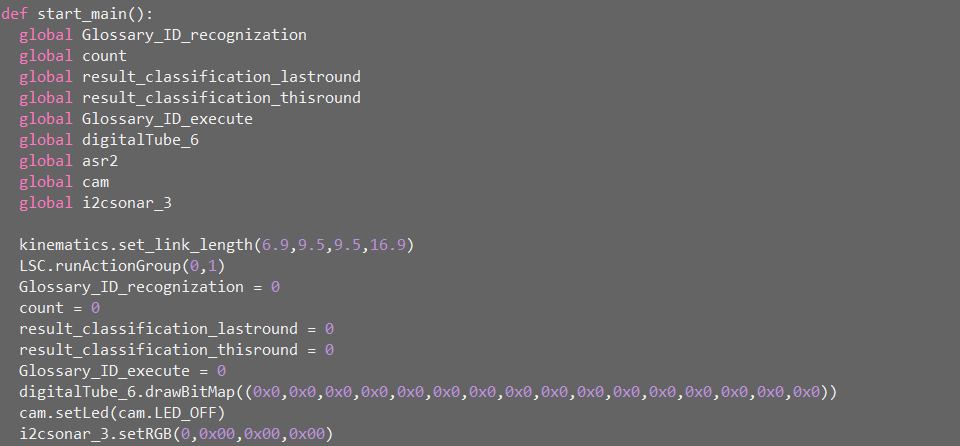 def start_main():
  global Glossary_ID_recognization
  global count
  global result_classification_lastround
  global result_classification_thisround
  global Glossary_ID_execute
  global digitalTube_6
  global asr2
  global cam
  global i2csonar_3

  kinematics.set_link_length(6.9,9.5,9.5,16.9)
  LSC.runActionGroup(0,1)
  Glossary_ID_recognization = 0
  count = 0
  result_classification_lastround = 0
  result_classification_thisround = 0
  Glossary_ID_execute = 0
  digitalTube_6.drawBitMap((0x0,0x0,0x0,0x0,0x0,0x0,0x0,0x0,0x0,0x0,0x0,0x0,0x0,0x0,0x0,0x0))
  cam.setLed(cam.LED_OFF)
  i2csonar_3.setRGB(0,0x00,0x00,0x00)